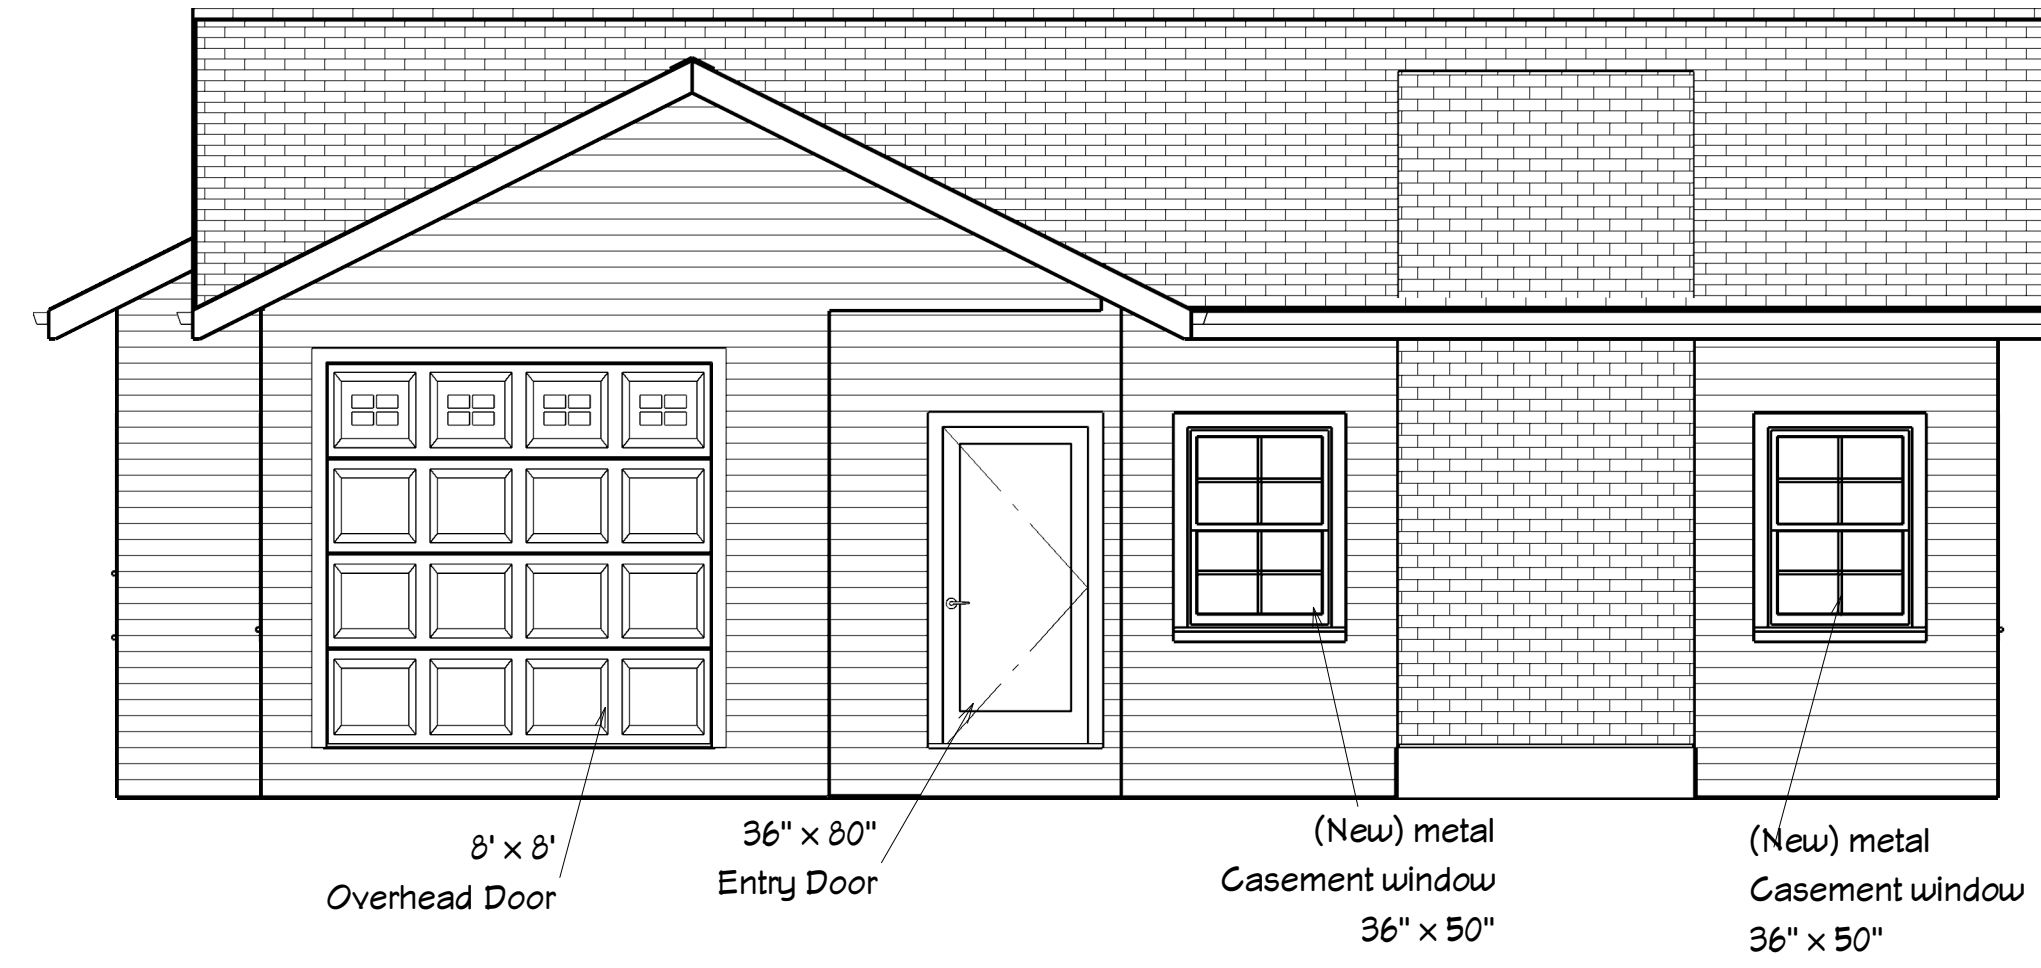 8' x 8'
Overhead Door
36" x 80"
Entry Door
(New) metal
Casement window
36" x 50"
(New) metal
Casement window
36" x 50"